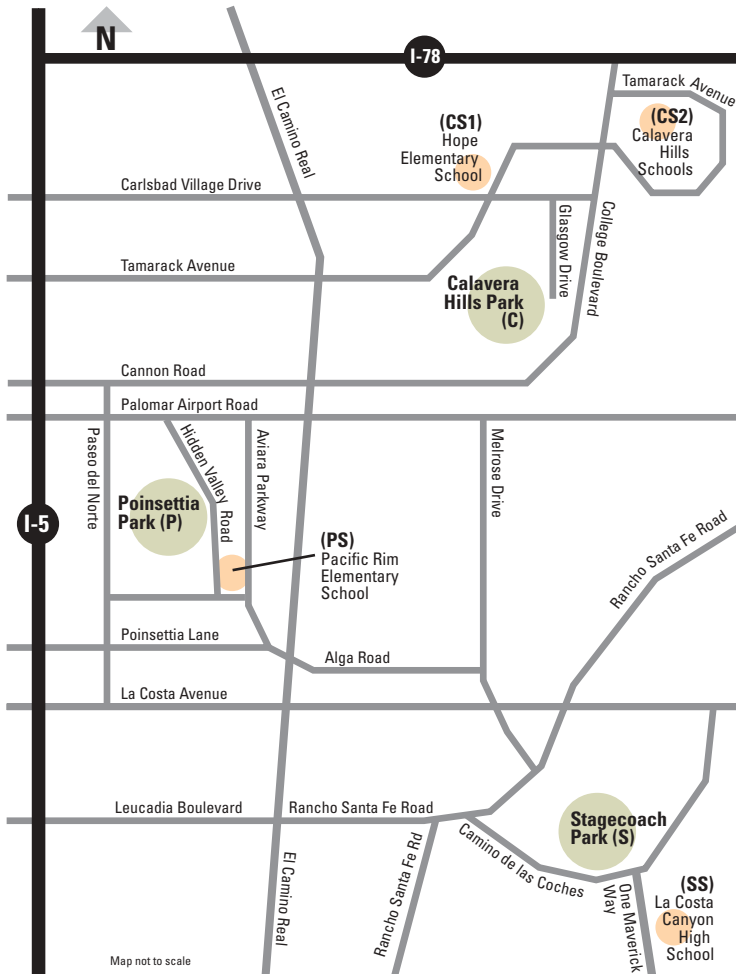 N
I-78
Tamarack Avenue
El Camino Real
(CS1)
Hope
Elementary
School
(CS2)
Calavera
Hills
Schools
Carlsbad Village Drive
Glasgow Drive
College Boulevard
Tamarack Avenue
Calavera
Hills Park
(C)
Cannon Road
Palomar Airport Road
Paseo del Norte
Hidden Valley
Road
Aviara Parkway
Melrose Drive
Poinsettia
Park (P)
I-5
(PS)
Pacific Rim
Elementary
School
Rancho Santa Fe Road
Poinsettia Lane
Alga Road
La Costa Avenue
Leucadia Boulevard
Rancho Santa Fe Road
Stagecoach
Park (S)
Camino de las Coches
Rancho Santa Fe Rd
El Camino Real
One Maverick
Way
(SS)
La Costa
Canyon
High
School
Map not to scale